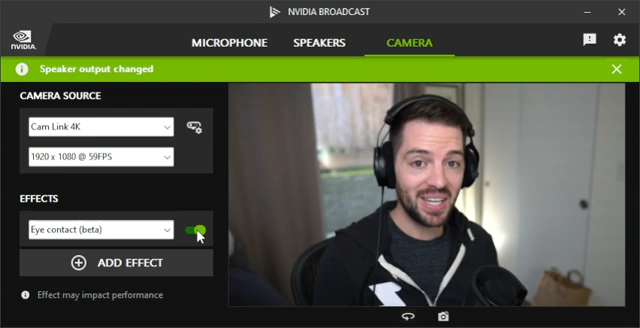 NVIDIA BROADCAST
NVIDIA.
MICROPHONE SPEAKERS CAMERA
Speaker output changed
CAMERA SOURCE
Cam Link 4K
1920 x 1080 @ 59FPS
EFFECTS
Eye contact (beta)
ADD EFFECT
Effect may impact performance